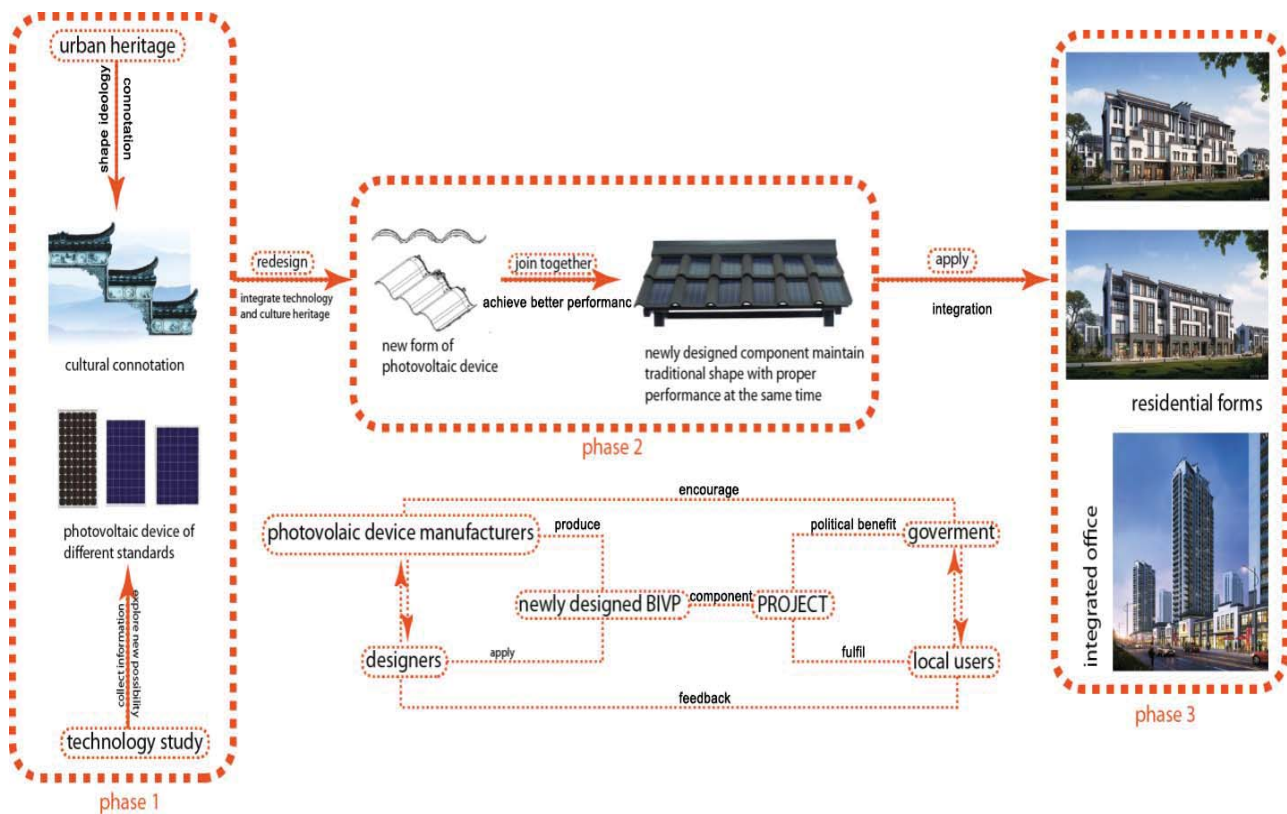 urban heritage
shape ideology
connotation
cultural connotation
photovoltaic device of
different standards
collect information
explore new possibility
technology study
phase 1
redesign
integrate technology
and culture heritage
new form of
photovoltaic device
join together
achieve better performanc
newly designed component maintain
traditional shape with proper
performance at the same time
phase 2
apply
integration
residential forms
integrated office
phase 3
encourage
photovolaic device manufacturers
produce
political benefit
goverment
newly designed BIVP
component
PROJECT
designers
apply
fulfil
local users
feedback